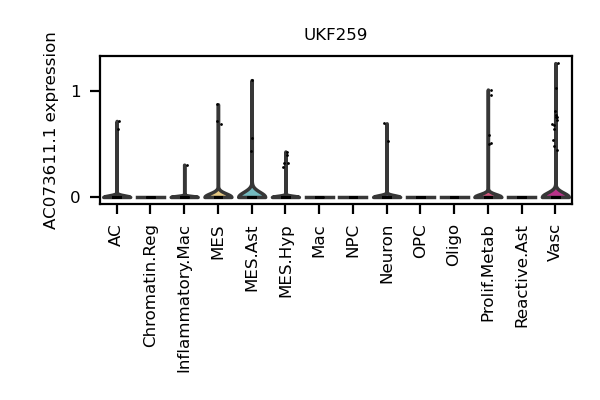 UKF259
AC073611.1 expression
1
0
AC
Chromatin.Reg
Inflammatory.Mac
MES
MES.Ast
MES.Hyp
Mac
NPC
Neuron
OPC
Oligo
Prolif.Metab
Reactive.Ast
Vasc